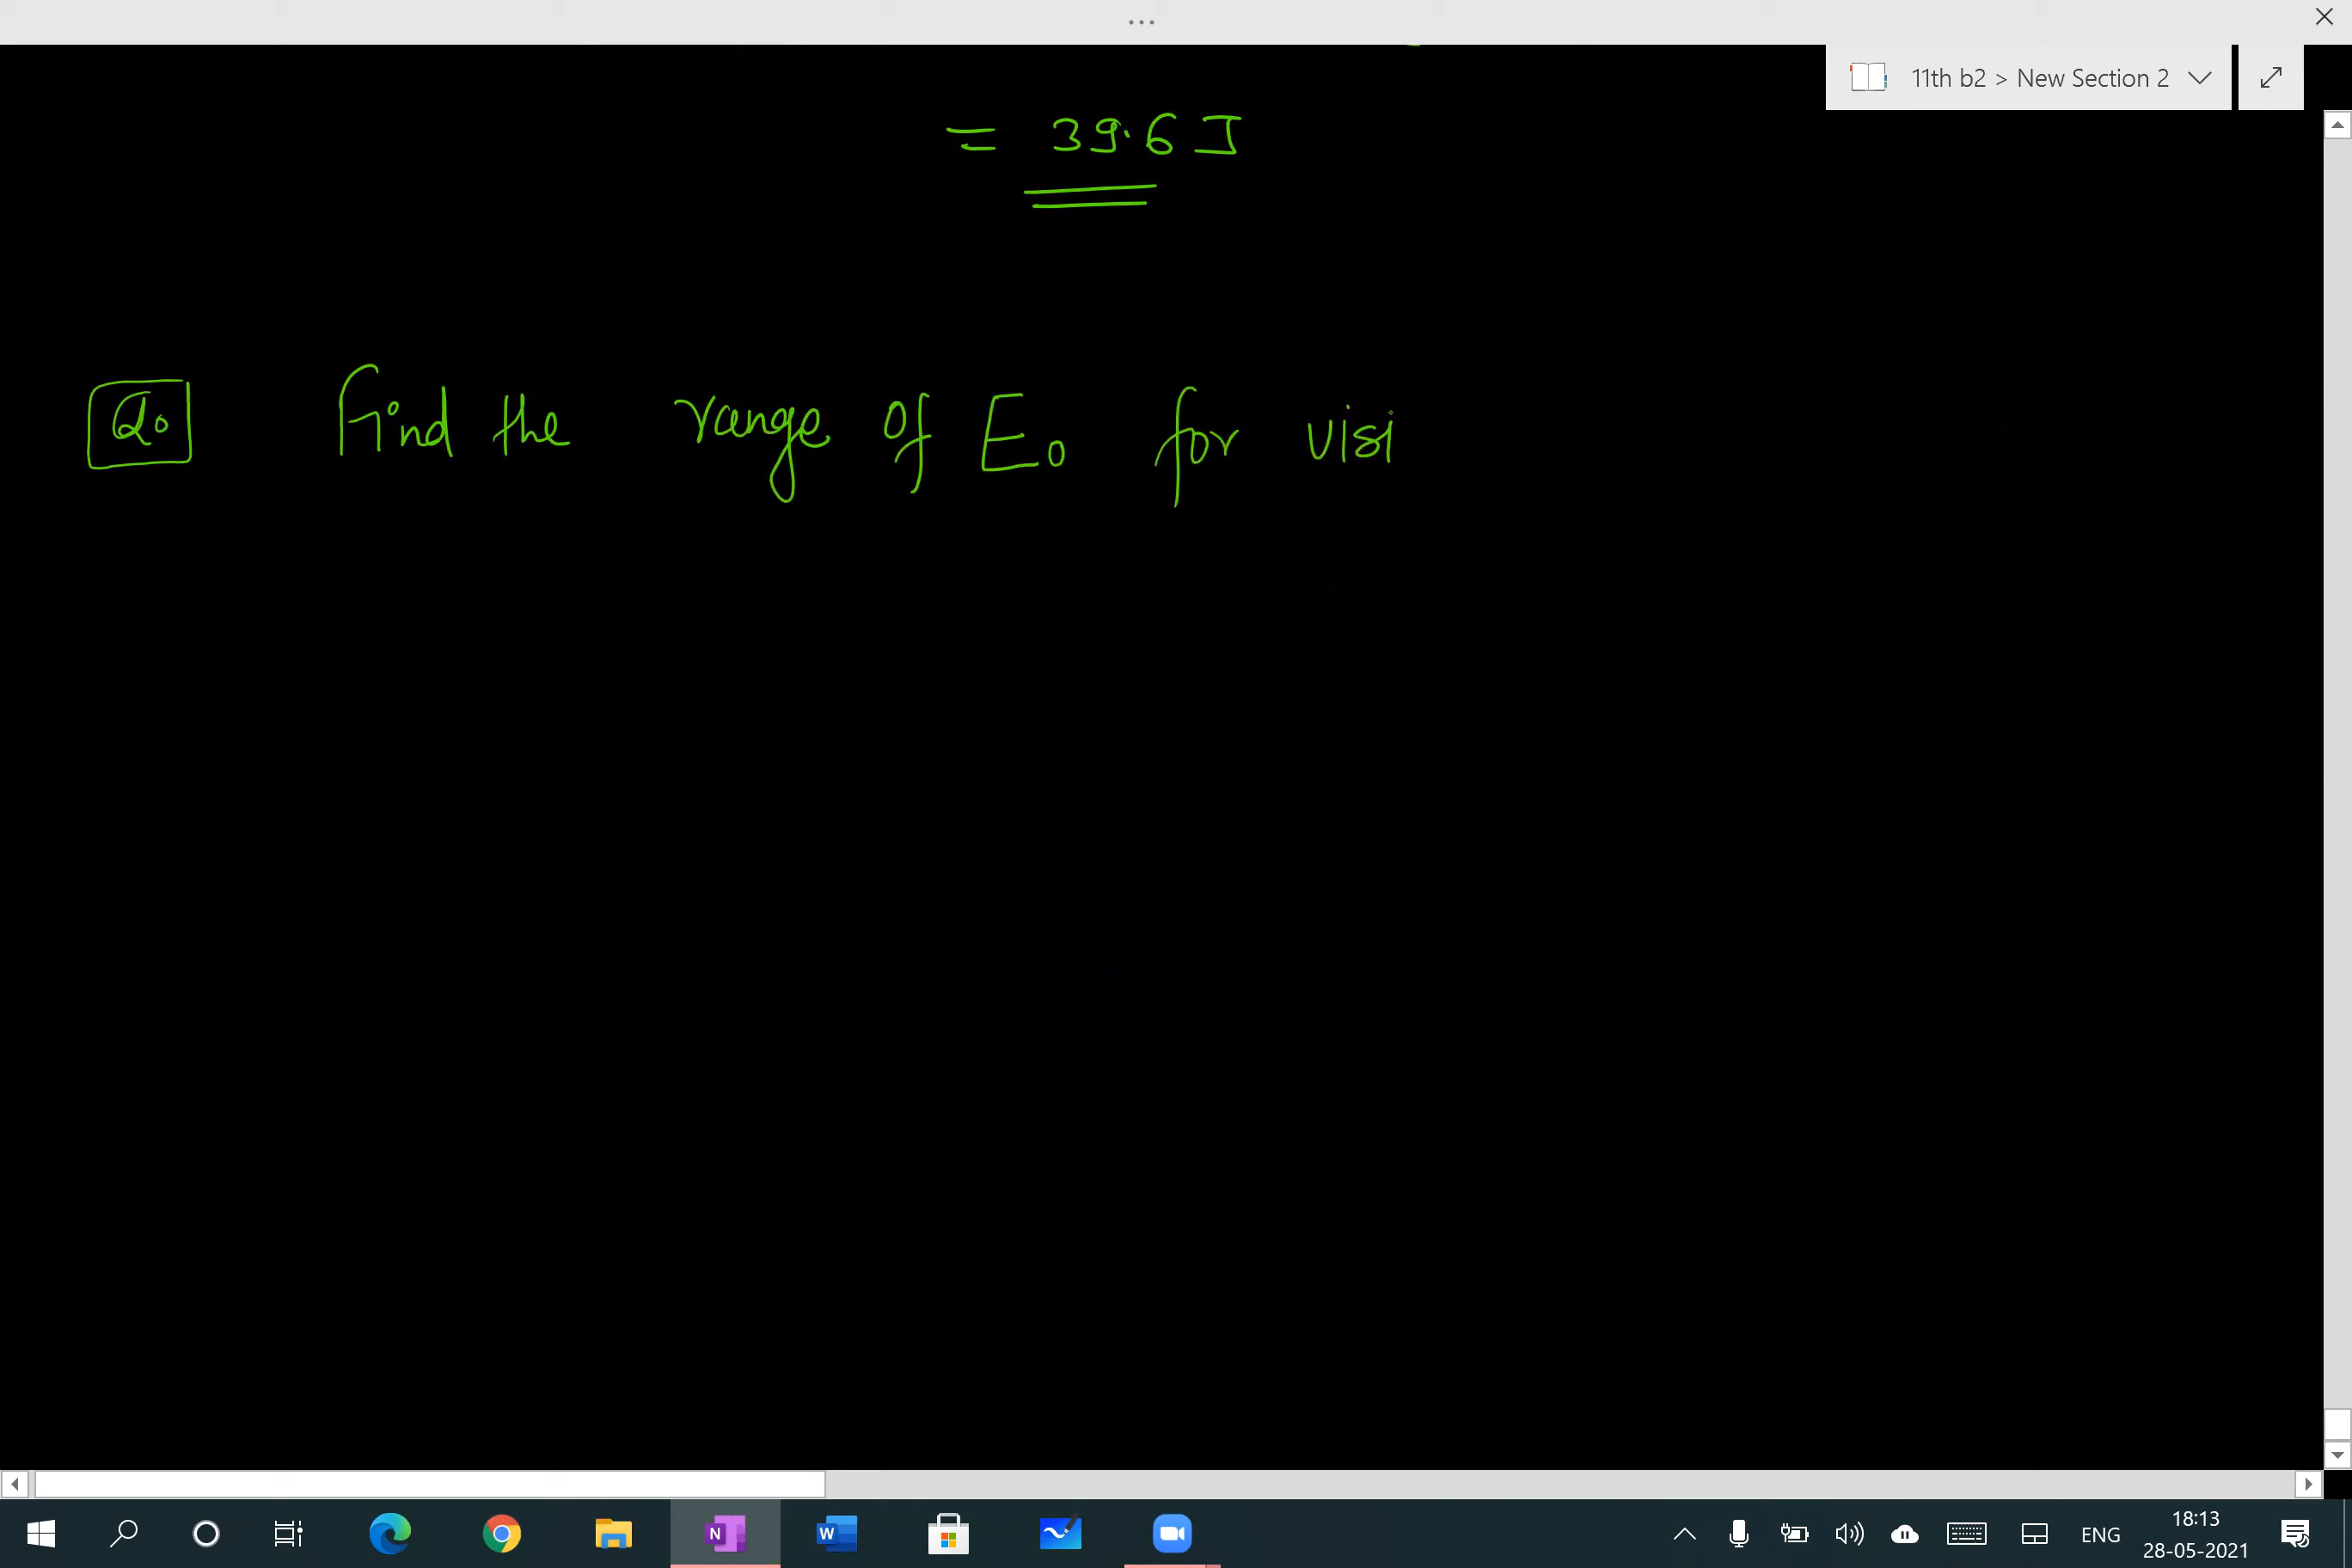 11th b2 > New Section 2
= 39.6 J
Q. Find the range of E₀ for visi
ENG
18:13
28-05-2021